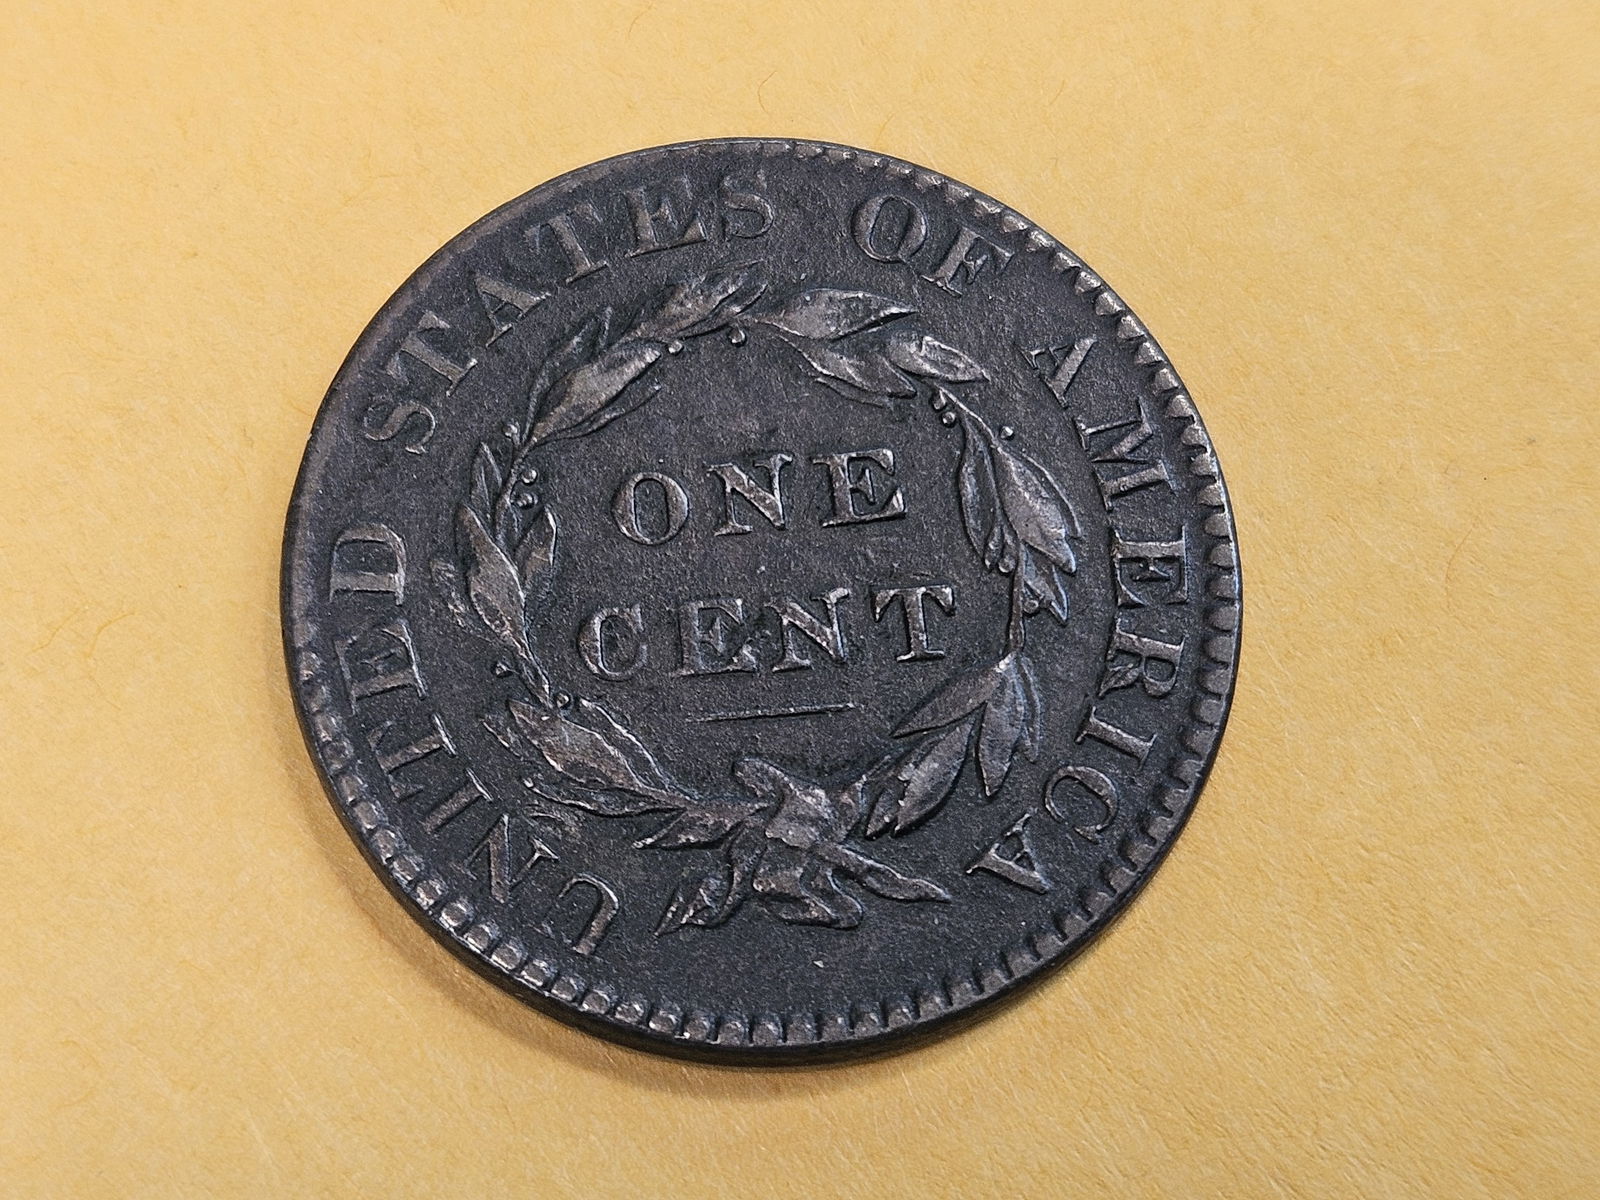 UNITED STATES OF AMERICA
ONE
CENT